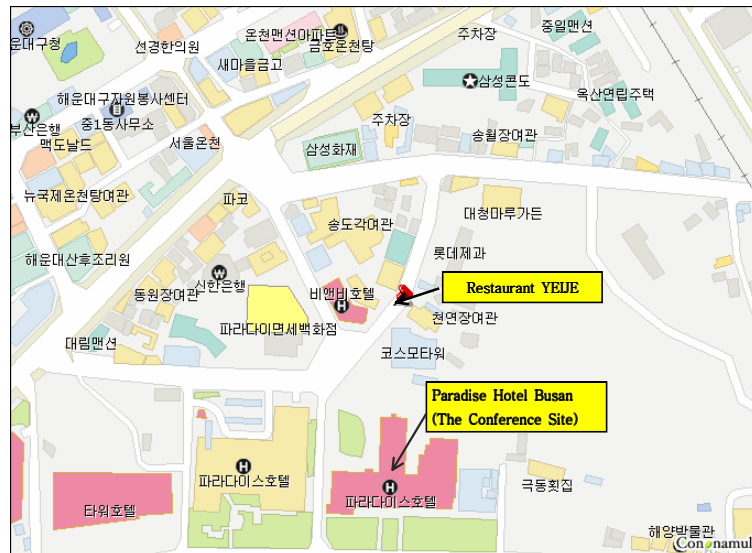 중일맨션
주차장
온천맨션아파트
선경한의원
금호온천탕
운대구청
새마을금고
삼성콘도
옥산연립주택
해운대구자원봉사센터
부산은행
중1동사무소
주차장
송월장여관
맥도날드
서울온천
삼성화재
뉴국제온천탕여관
파코
대청마루가든
송도각여관
롯데제과
해운대산후조리원
신한은행
동원장여관
비앤비호텔
Restaurant YEIJE
천연장여관
파라다이면세백화점
대림맨션
코스모타워
Paradise Hotel Busan
(The Conference Site)
파라다이스호텔
파라다이스호텔
타워호텔
극동횟집
해양박물관
Congnamul